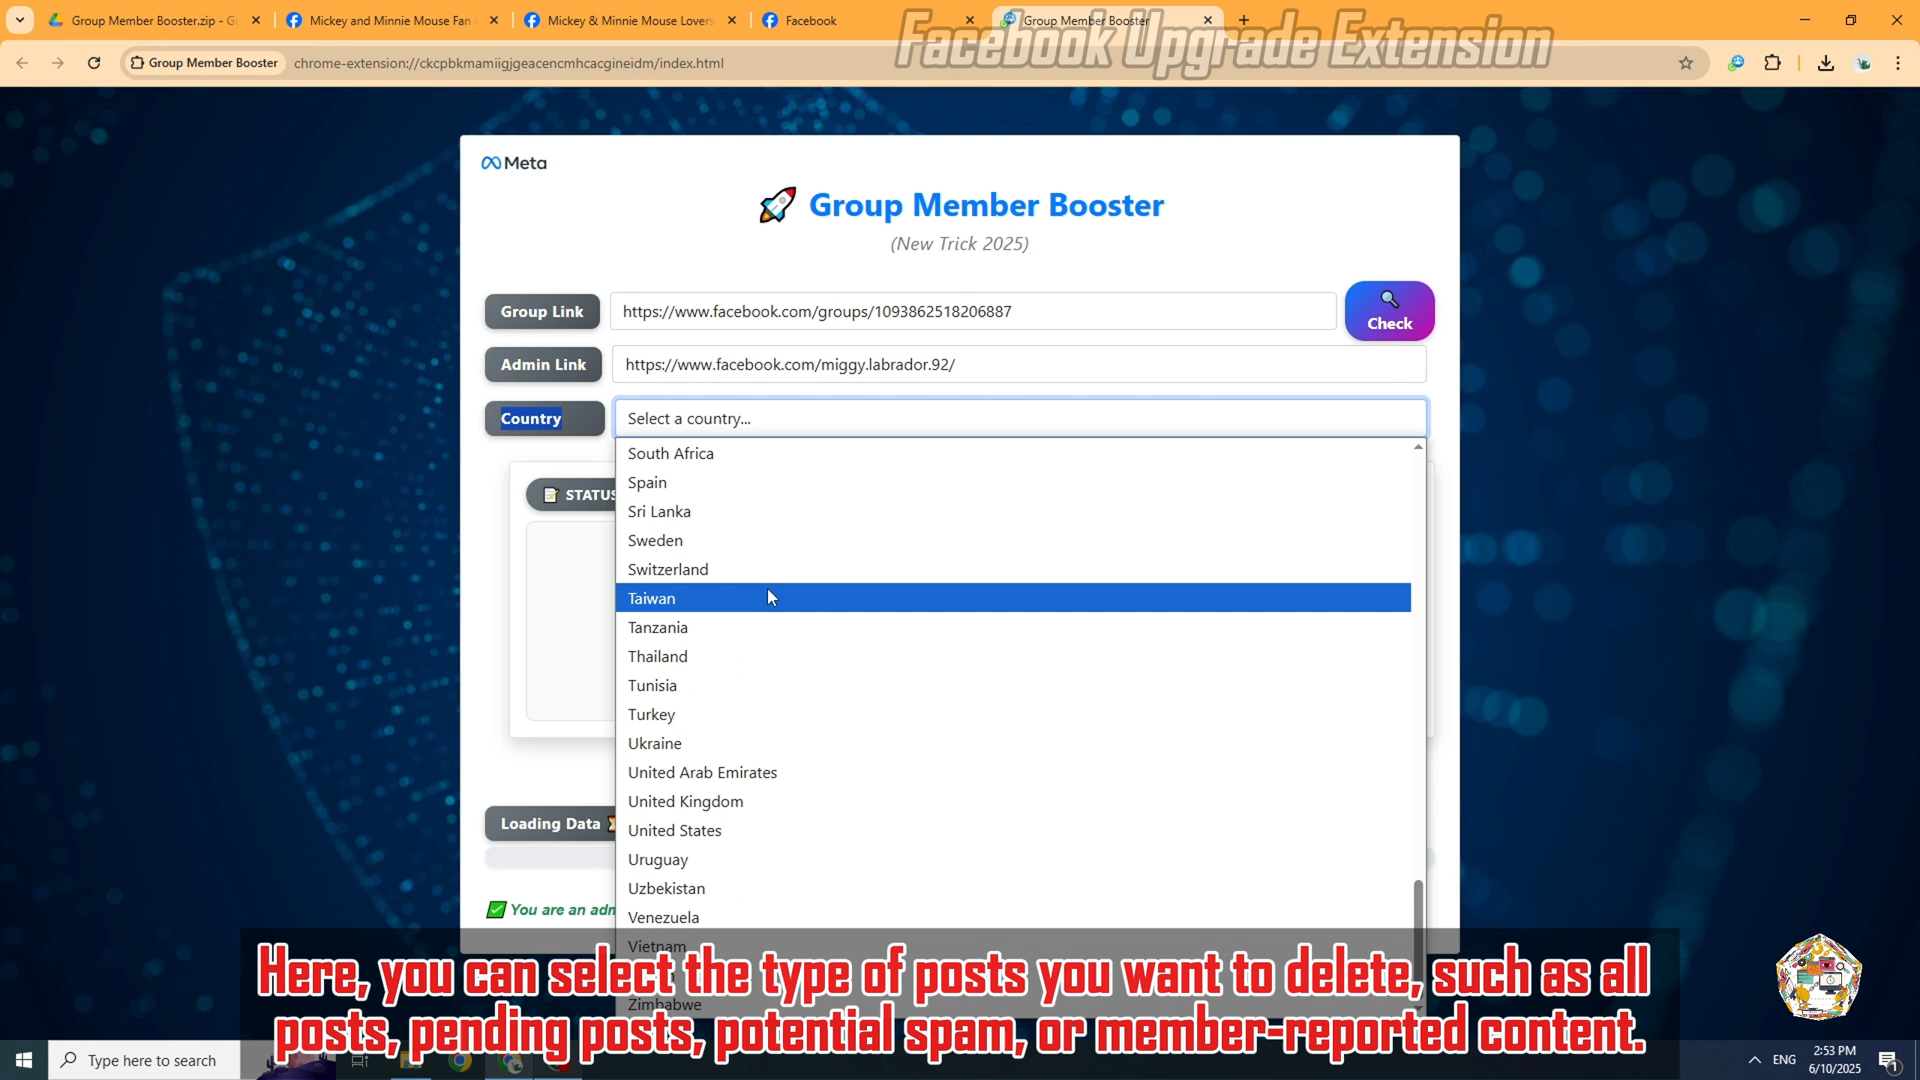 Group Member Booster.zip - G
Mickey and Minnie Mouse Fan
Mickey & Minnie Mouse Lovers
Facebook
Group Member Booster
Facebook Upgrade Extension
Group Member Booster
chrome-extension://ckcpbkmamiigjgeacencmhcacgineidm/index.html
Meta
Group Member Booster
(New Trick 2025)
Group Link
https://www.facebook.com/groups/1093862518206887
Check
Admin Link
https://www.facebook.com/miggy.labrador.92/
Country
Select a country...
South Africa
Spain
STATUS
Sri Lanka
Sweden
Switzerland
Taiwan
Tanzania
Thailand
Tunisia
Turkey
Ukraine
United Arab Emirates
United Kingdom
Loading Data
United States
Uruguay
Uzbekistan
You are an adm
Venezuela
Vietnam
Zimbabwe
Here, you can select the type of posts you want to delete, such as all
posts, pending posts, potential spam, or member-reported content.
Type here to search
ENG
2:53 PM
6/10/2025
1